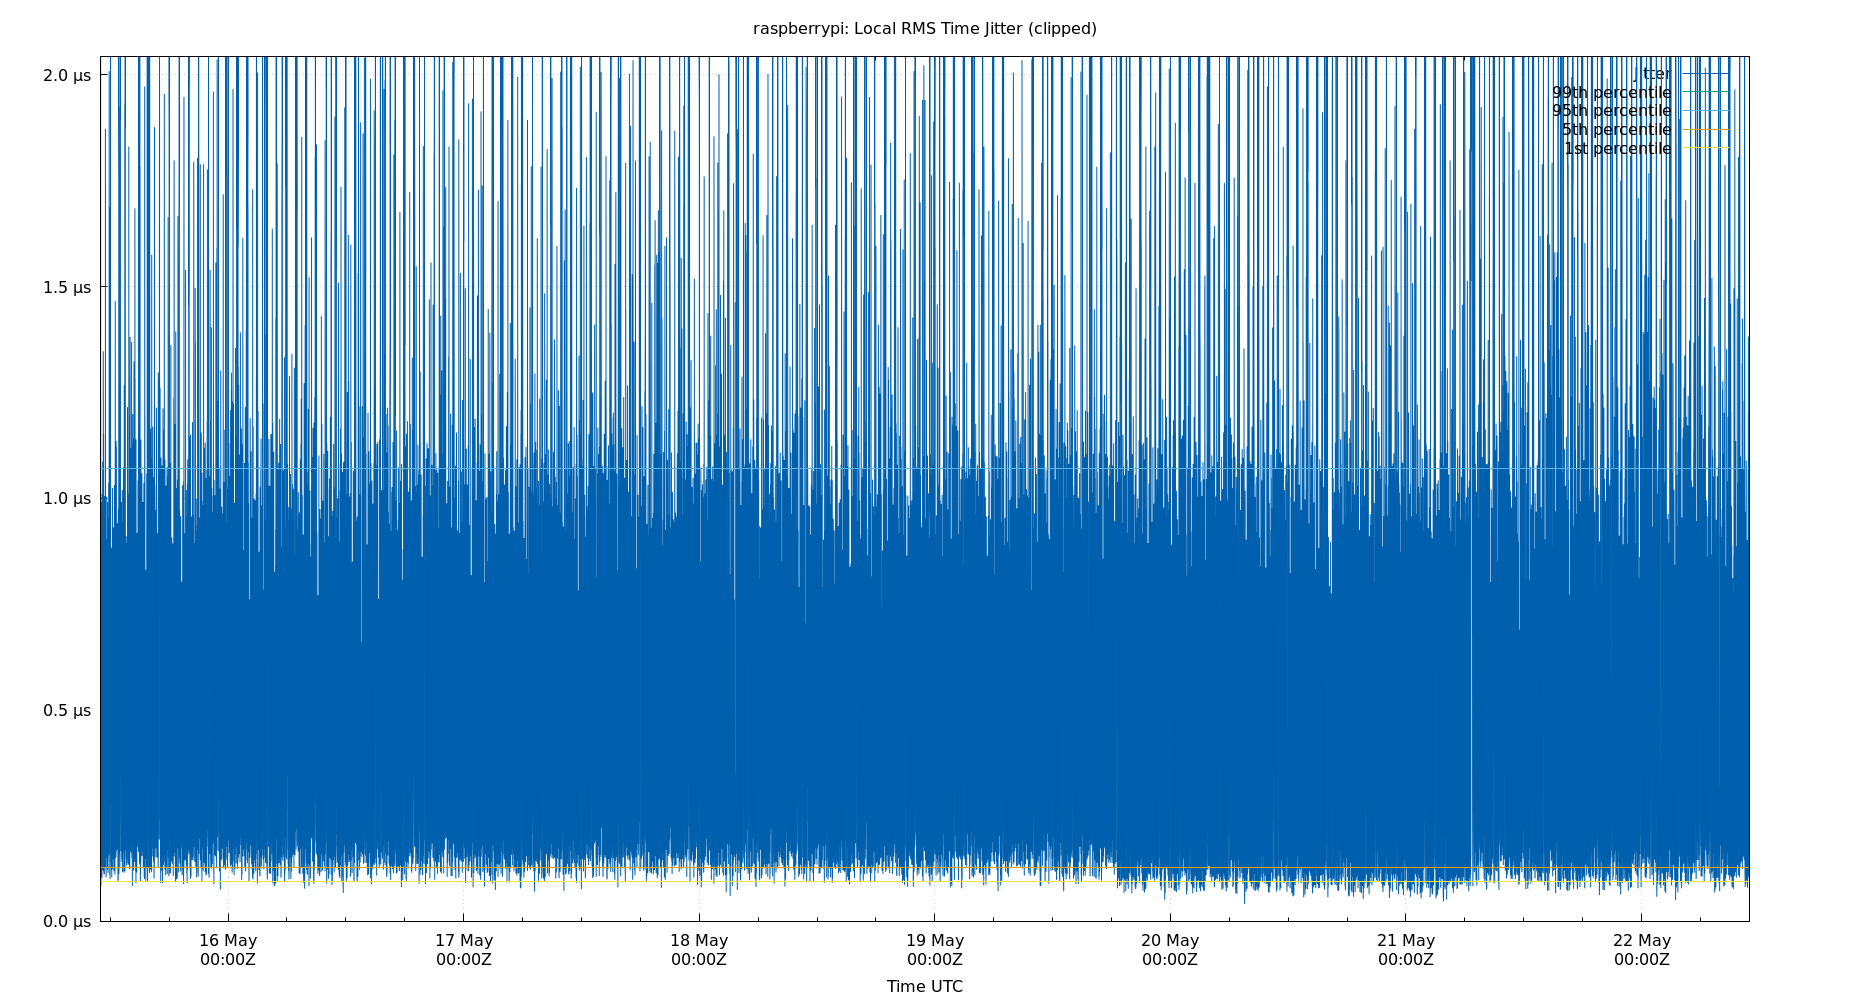 raspberrypi: Local RMS Time Jitter (clipped)
2.0 µs
1.5 µs
1.0 µs
0.5 µs
0.0 µs
jitter
99th percentile
95th percentile
5th percentile
1st percentile
16 May
00:00Z
17 May
00:00Z
18 May
00:00Z
19 May
00:00Z
20 May
00:00Z
21 May
00:00Z
22 May
00:00Z
Time UTC